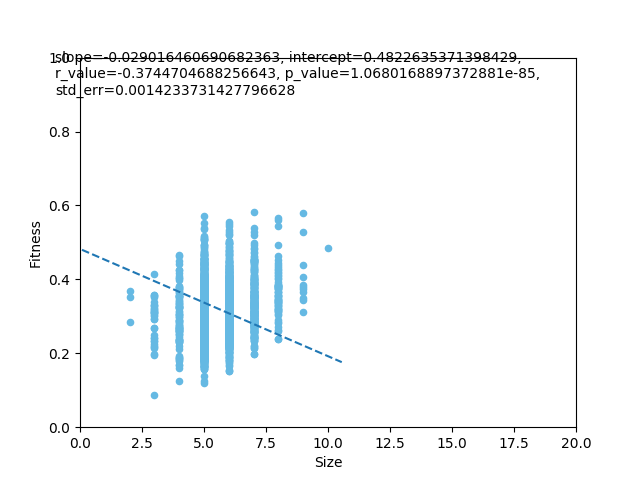 slope=-0.029016460690682363, intercept=0.4822635371398429,
r_value=-0.3744704688256643, p_value=1.0680168897372881e-85,
std_err=0.0014233731427796628
1.0
0.8
0.6
0.4
0.2
0.0
Fitness
0.0 2.5 5.0 7.5 10.0 12.5 15.0 17.5 20.0
Size